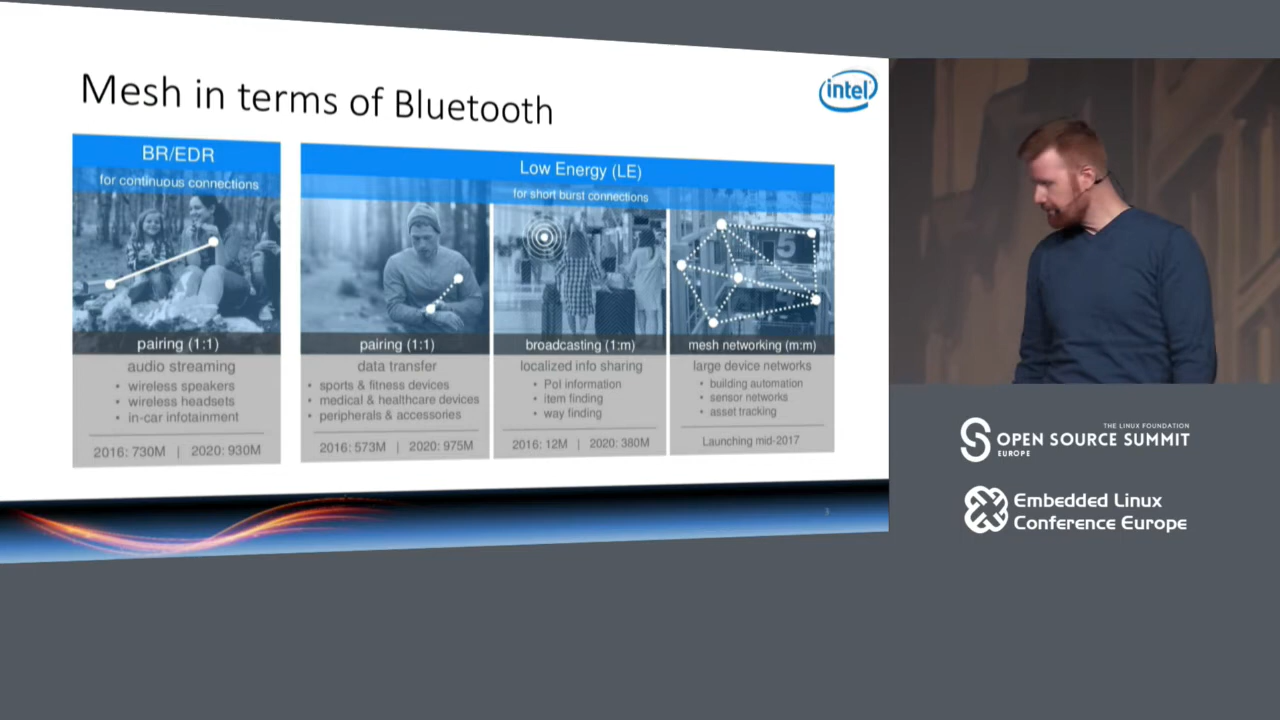 Mesh in terms of Bluetooth
intel
BR/EDR
for continuous connections
pairing (1:1)
audio streaming
• wireless speakers
• wireless headsets
• in-car infotainment
2016: 730M | 2020: 930M
Low Energy (LE)
for short burst connections
pairing (1:1)
data transfer
• sports & fitness devices
• medical & healthcare devices
• peripherals & accessories
2016: 573M | 2020: 975M
broadcasting (1:m)
localized info sharing
• PoI information
• item finding
• way finding
2016: 12M | 2020: 380M
5
mesh networking (m:m)
large device networks
• building automation
• sensor networks
• asset tracking
Launching mid-2017
3
THE LINUX FOUNDATION
OPEN SOURCE SUMMIT
EUROPE
Embedded Linux
Conference Europe